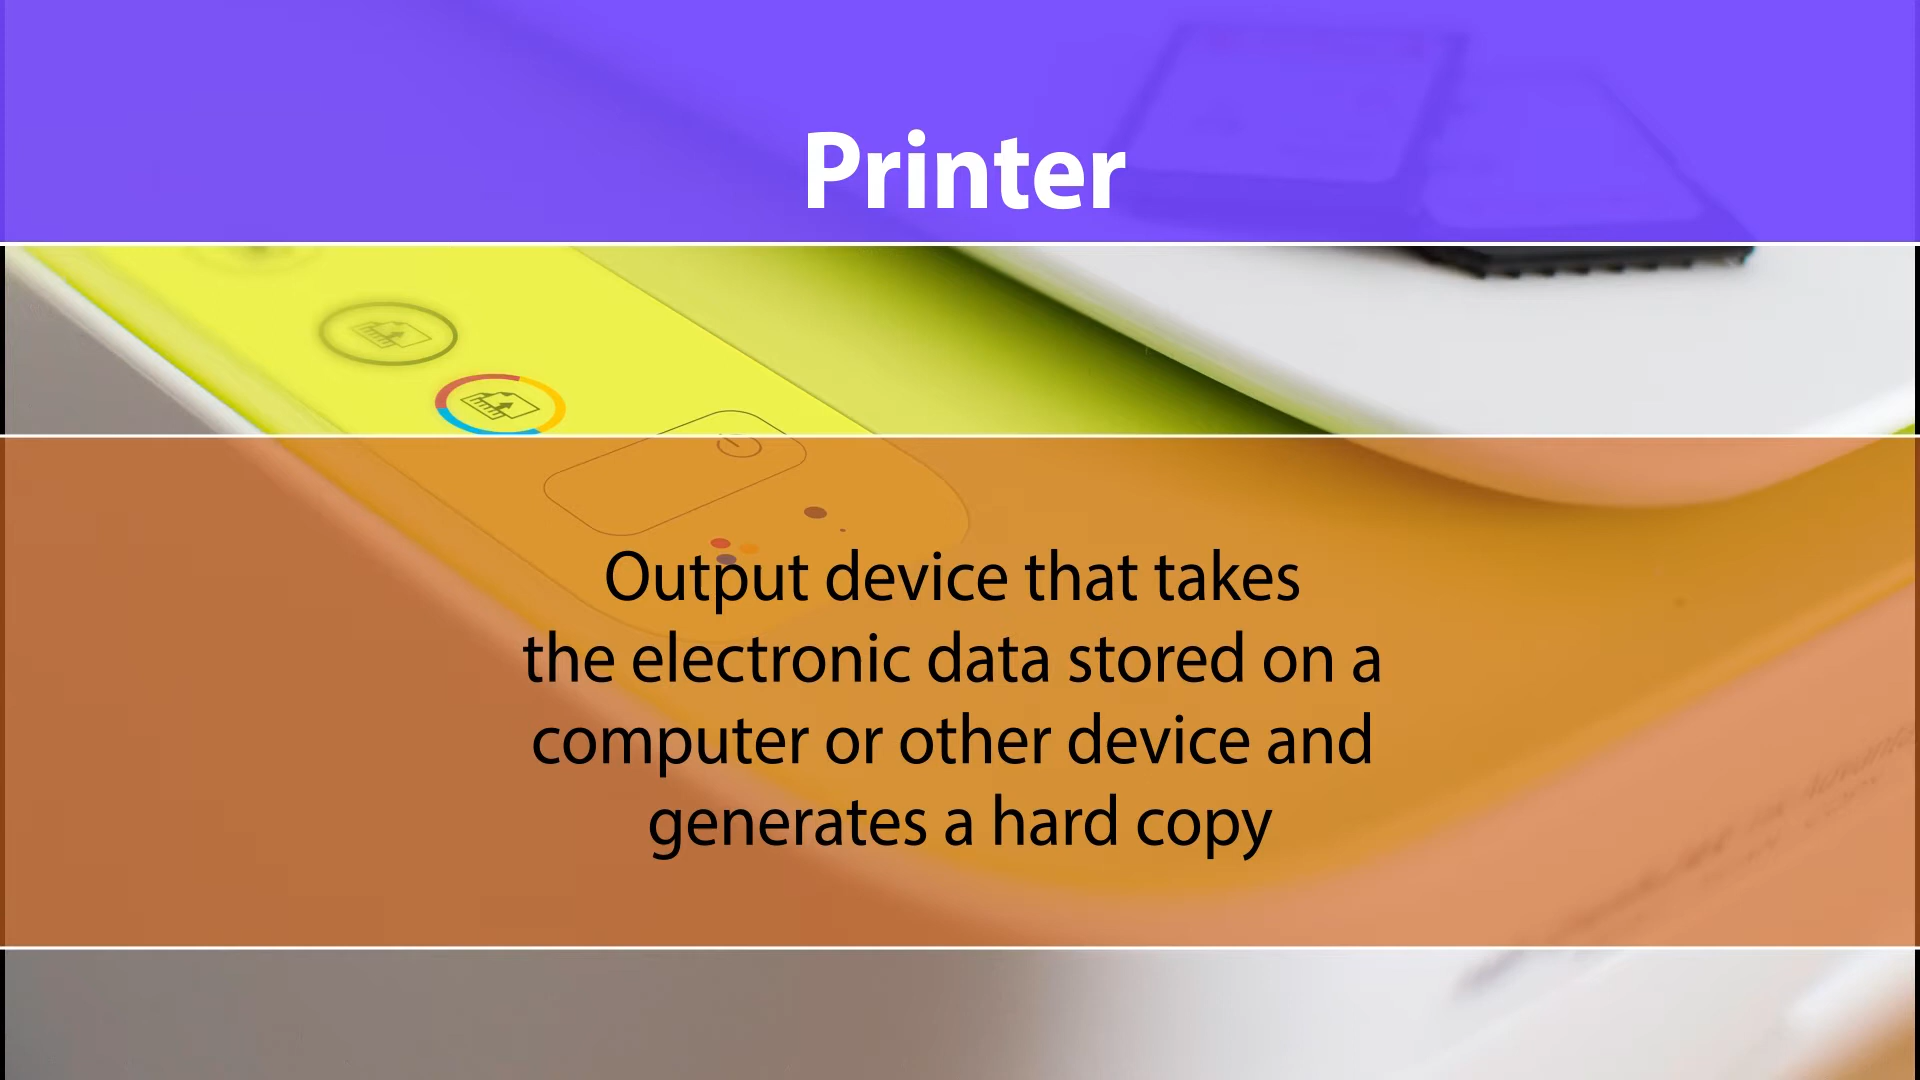 Printer
Output device that takes
the electronic data stored on a
computer or other device and
generates a hard copy